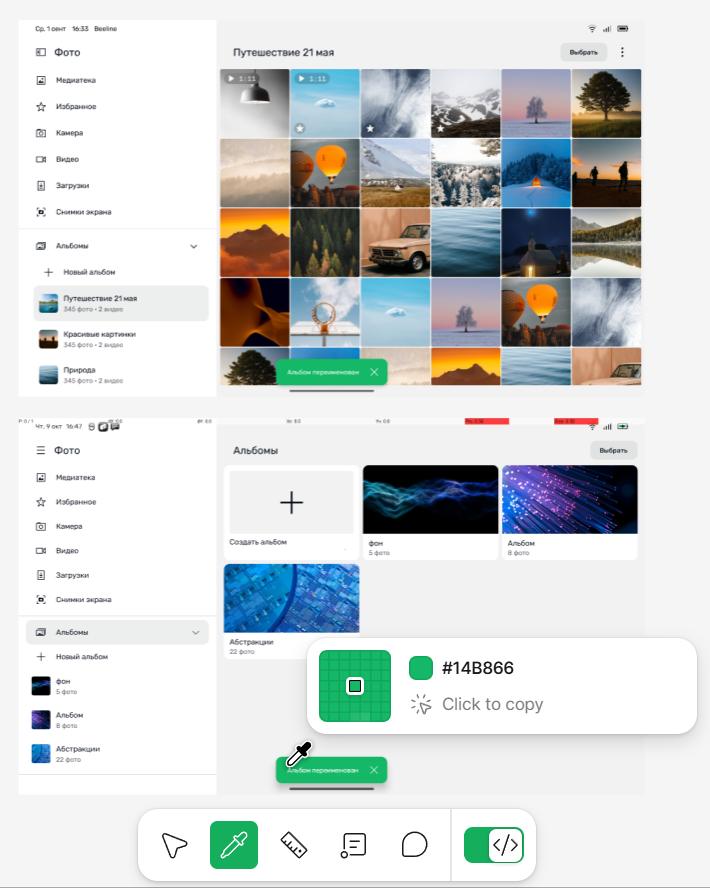 Ср, 1 сент 16:33 Beeline
Фото
Медиатека
Избранное
Камера
Видео
Загрузки
Снимки экрана
Альбомы
Новый альбом
Путешествие 21 мая
345 фото • 2 видео
Красивые картинки
345 фото • 2 видео
Природа
345 фото • 2 видео
Путешествие 21 мая
Выбрать
1:11
1:11
Альбом переименован
Чт, 9 окт 16:47
Фото
Медиатека
Избранное
Камера
Видео
Загрузки
Снимки экрана
Альбомы
Новый альбом
фон
5 фото
Альбом
8 фото
Абстракции
22 фото
Альбомы
Выбрать
Создать альбом
фон
5 фото
Альбом
8 фото
Абстракции
22 фото
#14B866
Click to copy
Альбом переименован